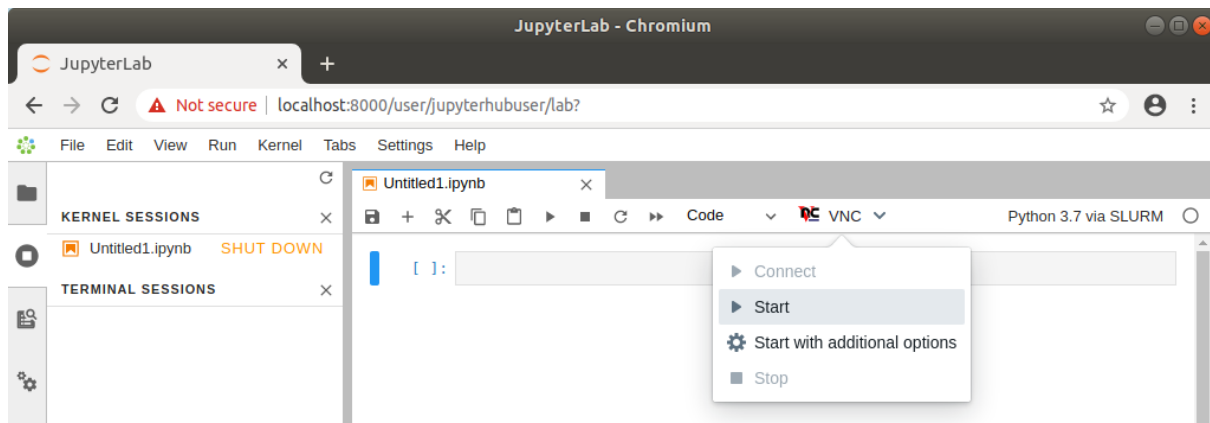 JupyterLab - Chromium
JupyterLab
Not secure | localhost:8000/user/jupyterhubuser/lab?
File Edit View Run Kernel Tabs Settings Help
Untitled1.ipynb
KERNEL SESSIONS
Code VNC Python 3.7 via SLURM
Untitled1.ipynb SHUT DOWN
[ ]:
TERMINAL SESSIONS
Connect
Start
Start with additional options
Stop